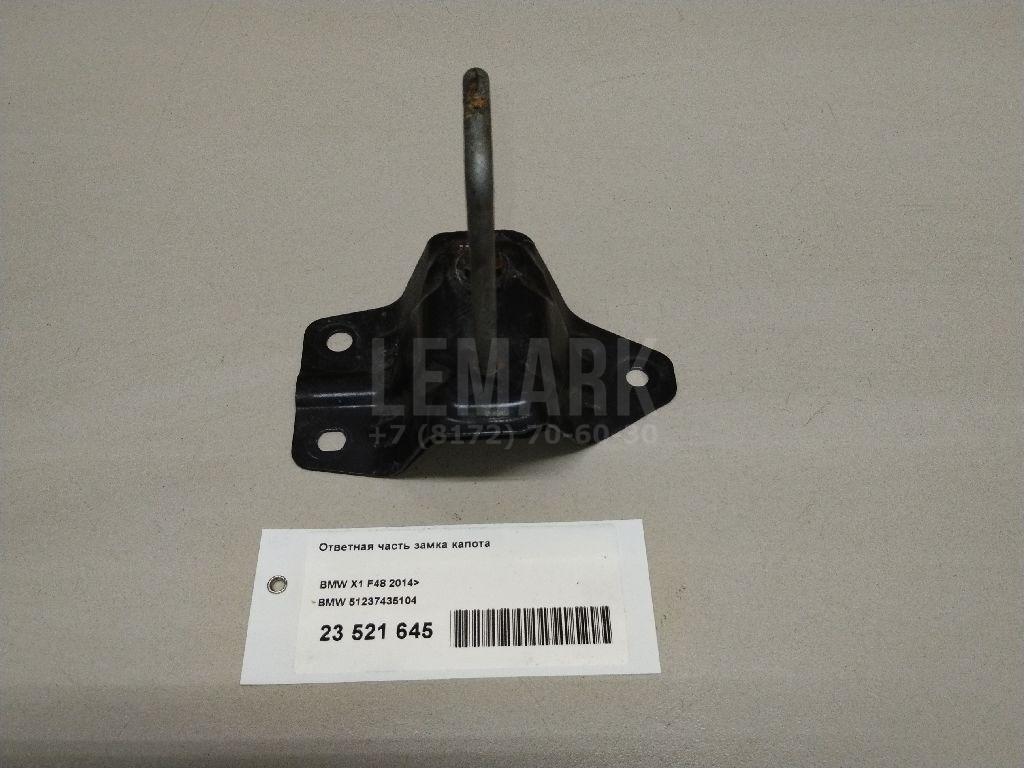 LEMARK
+7 (8172) 70-60-30
Ответная часть замка капота
BMW X1 F48 2014>
BMW 51237435104
23 521 645